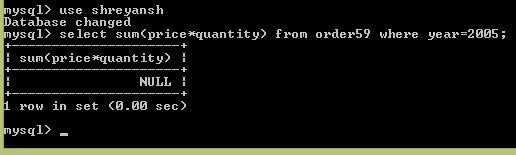 mysql> use shreyansh
Database changed
mysql> select sum(price*quantity) from order59 where year=2005;
+---------------------+
¦ sum(price*quantity) ¦
+---------------------+
¦                NULL ¦
+---------------------+
1 row in set (0.00 sec)
mysql> _